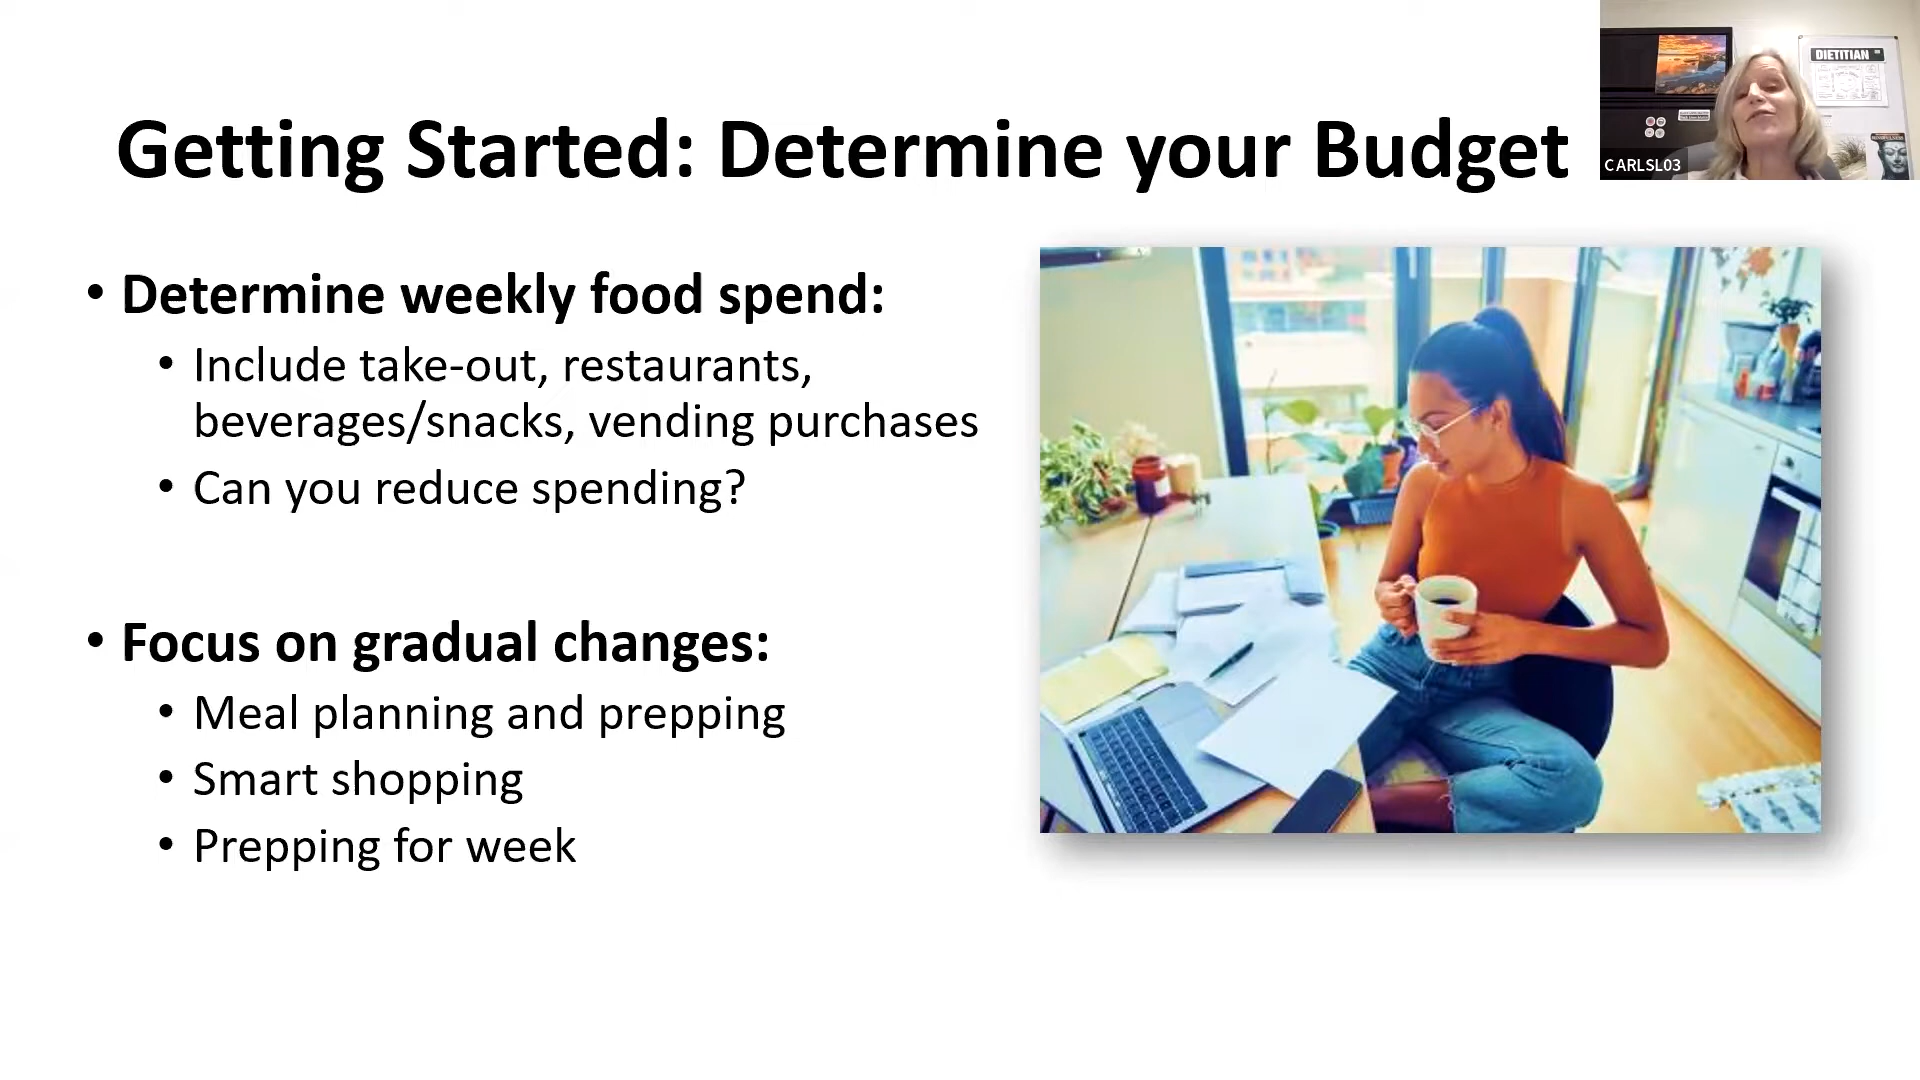 Getting Started: Determine your Budget
• Determine weekly food spend:
• Include take-out, restaurants,
beverages/snacks, vending purchases
• Can you reduce spending?
• Focus on gradual changes:
• Meal planning and prepping
• Smart shopping
• Prepping for week
DIETITIAN
CARLSL03